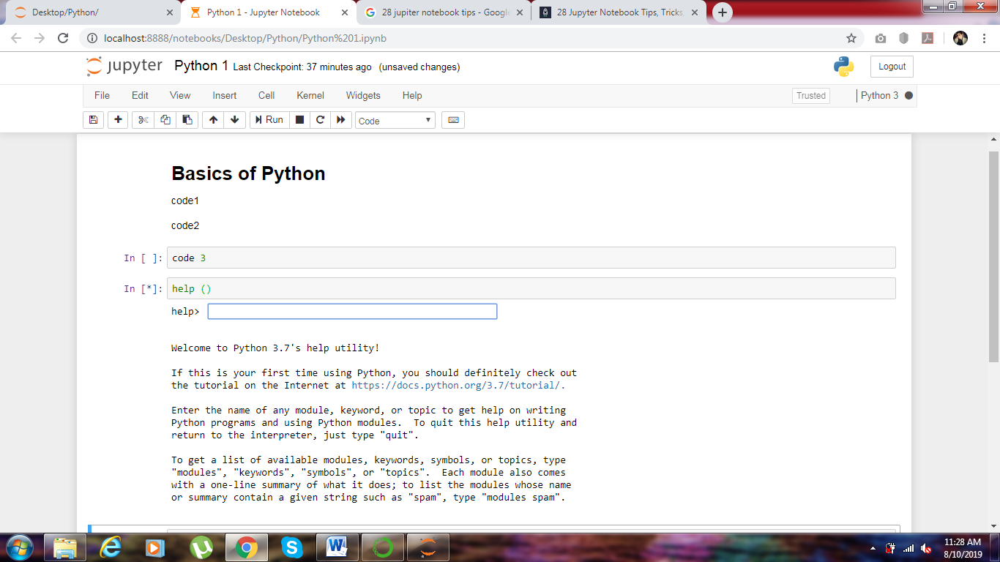 Desktop/Python/
Python 1 - Jupyter Notebook
28 jupiter notebook tips - Google
28 Jupyter Notebook Tips, Tricks,
localhost:8888/notebooks/Desktop/Python/Python%201.ipynb
jupyter Python 1 Last Checkpoint: 37 minutes ago (unsaved changes)
Logout
File Edit View Insert Cell Kernel Widgets Help
Trusted Python 3
Run Code
Basics of Python
code1
code2
In [ ]: code 3
In [*]: help ()
help>
Welcome to Python 3.7's help utility!
If this is your first time using Python, you should definitely check out
the tutorial on the Internet at https://docs.python.org/3.7/tutorial/.
Enter the name of any module, keyword, or topic to get help on writing
Python programs and using Python modules.  To quit this help utility and
return to the interpreter, just type "quit".
To get a list of available modules, keywords, symbols, or topics, type
"modules", "keywords", "symbols", or "topics".  Each module also comes
with a one-line summary of what it does; to list the modules whose name
or summary contain a given string such as "spam", type "modules spam".
11:28 AM
8/10/2019